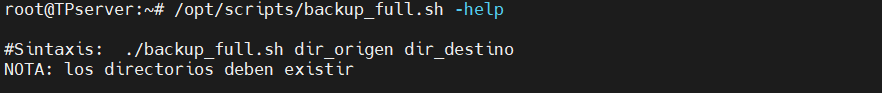 root@TPserver:~# /opt/scripts/backup_full.sh -help
#Sintaxis:  ./backup_full.sh dir_origen dir_destino
NOTA: los directorios deben existir